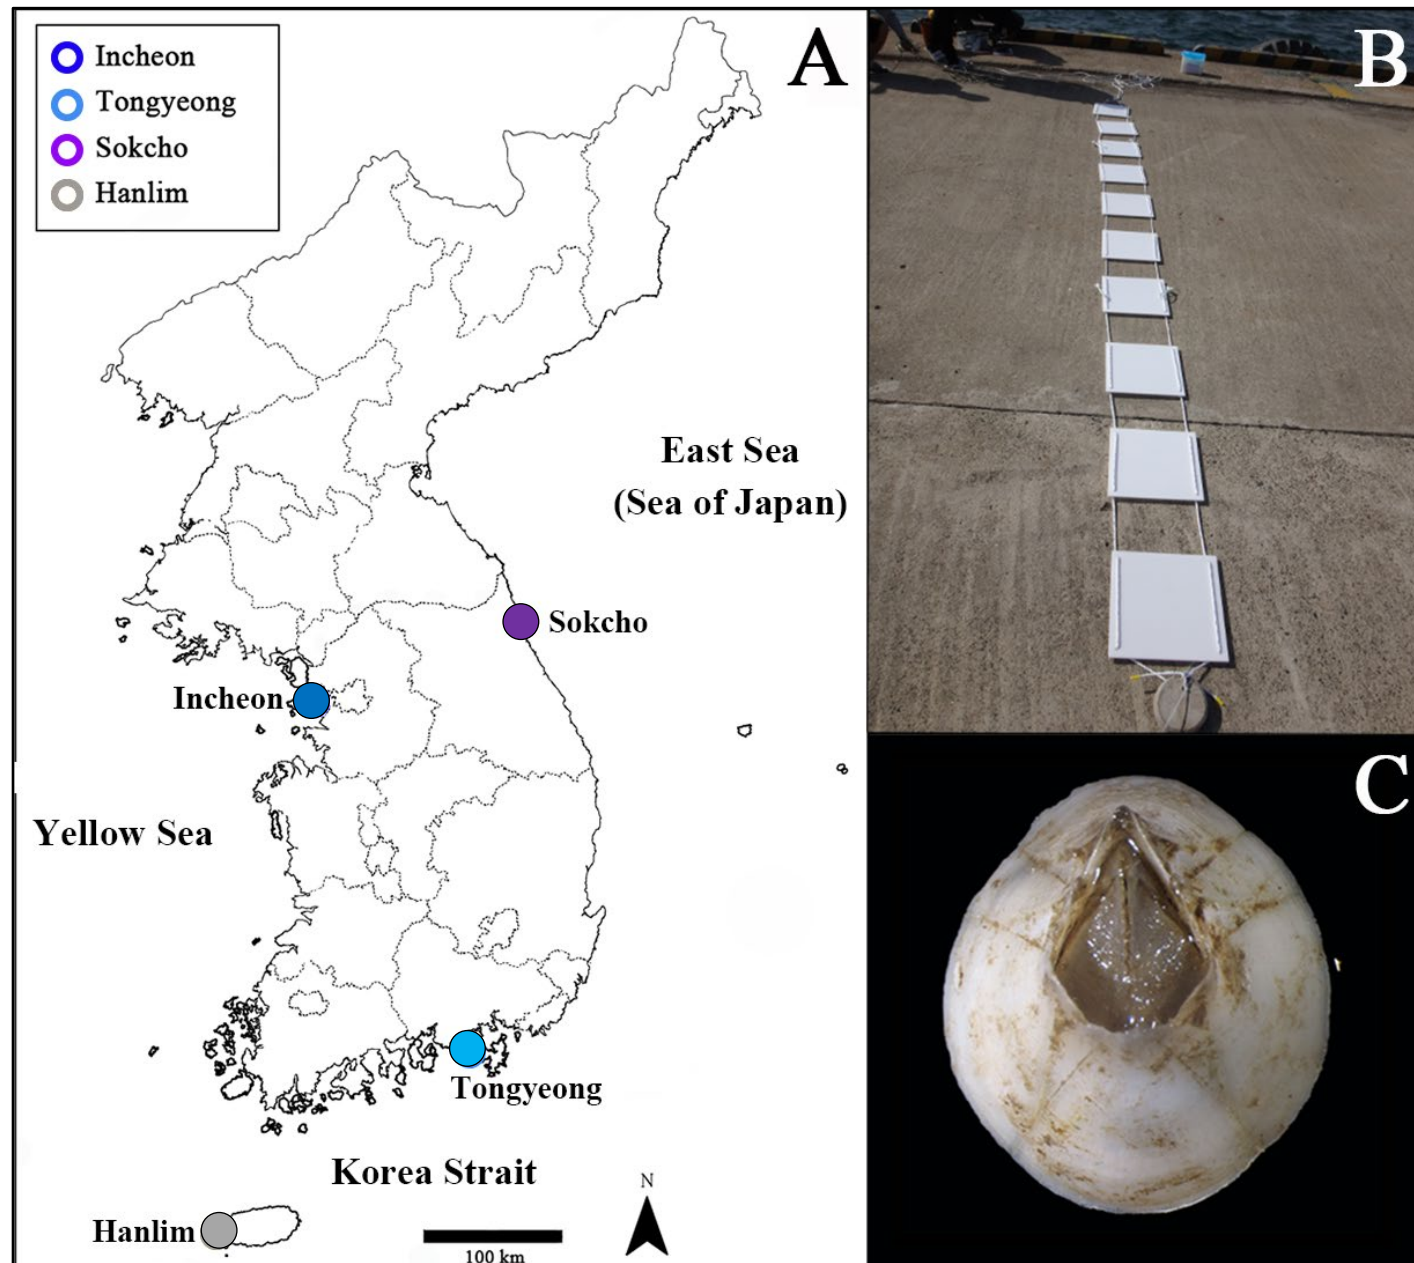 Incheon
Tongyeong
Sokcho
Hanlim
A
B
East Sea
(Sea of Japan)
Sokcho
Incheon
C
Yellow Sea
Tongyeong
Korea Strait
N
Hanlim
100 km